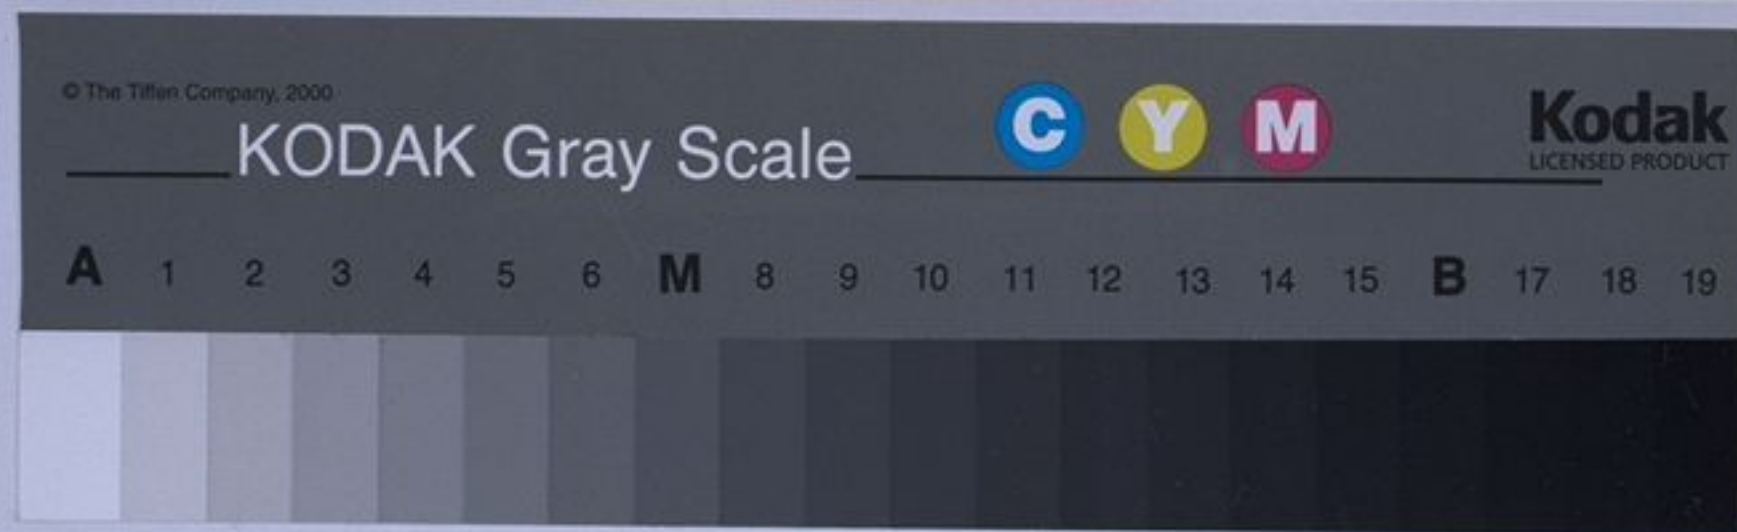 © The Tiffen Company, 2000
KODAK Gray Scale
C Y M
Kodak
LICENSED PRODUCT
A 1 2 3 4 5 6 M 8 9 10 11 12 13 14 15 B 17 18 19